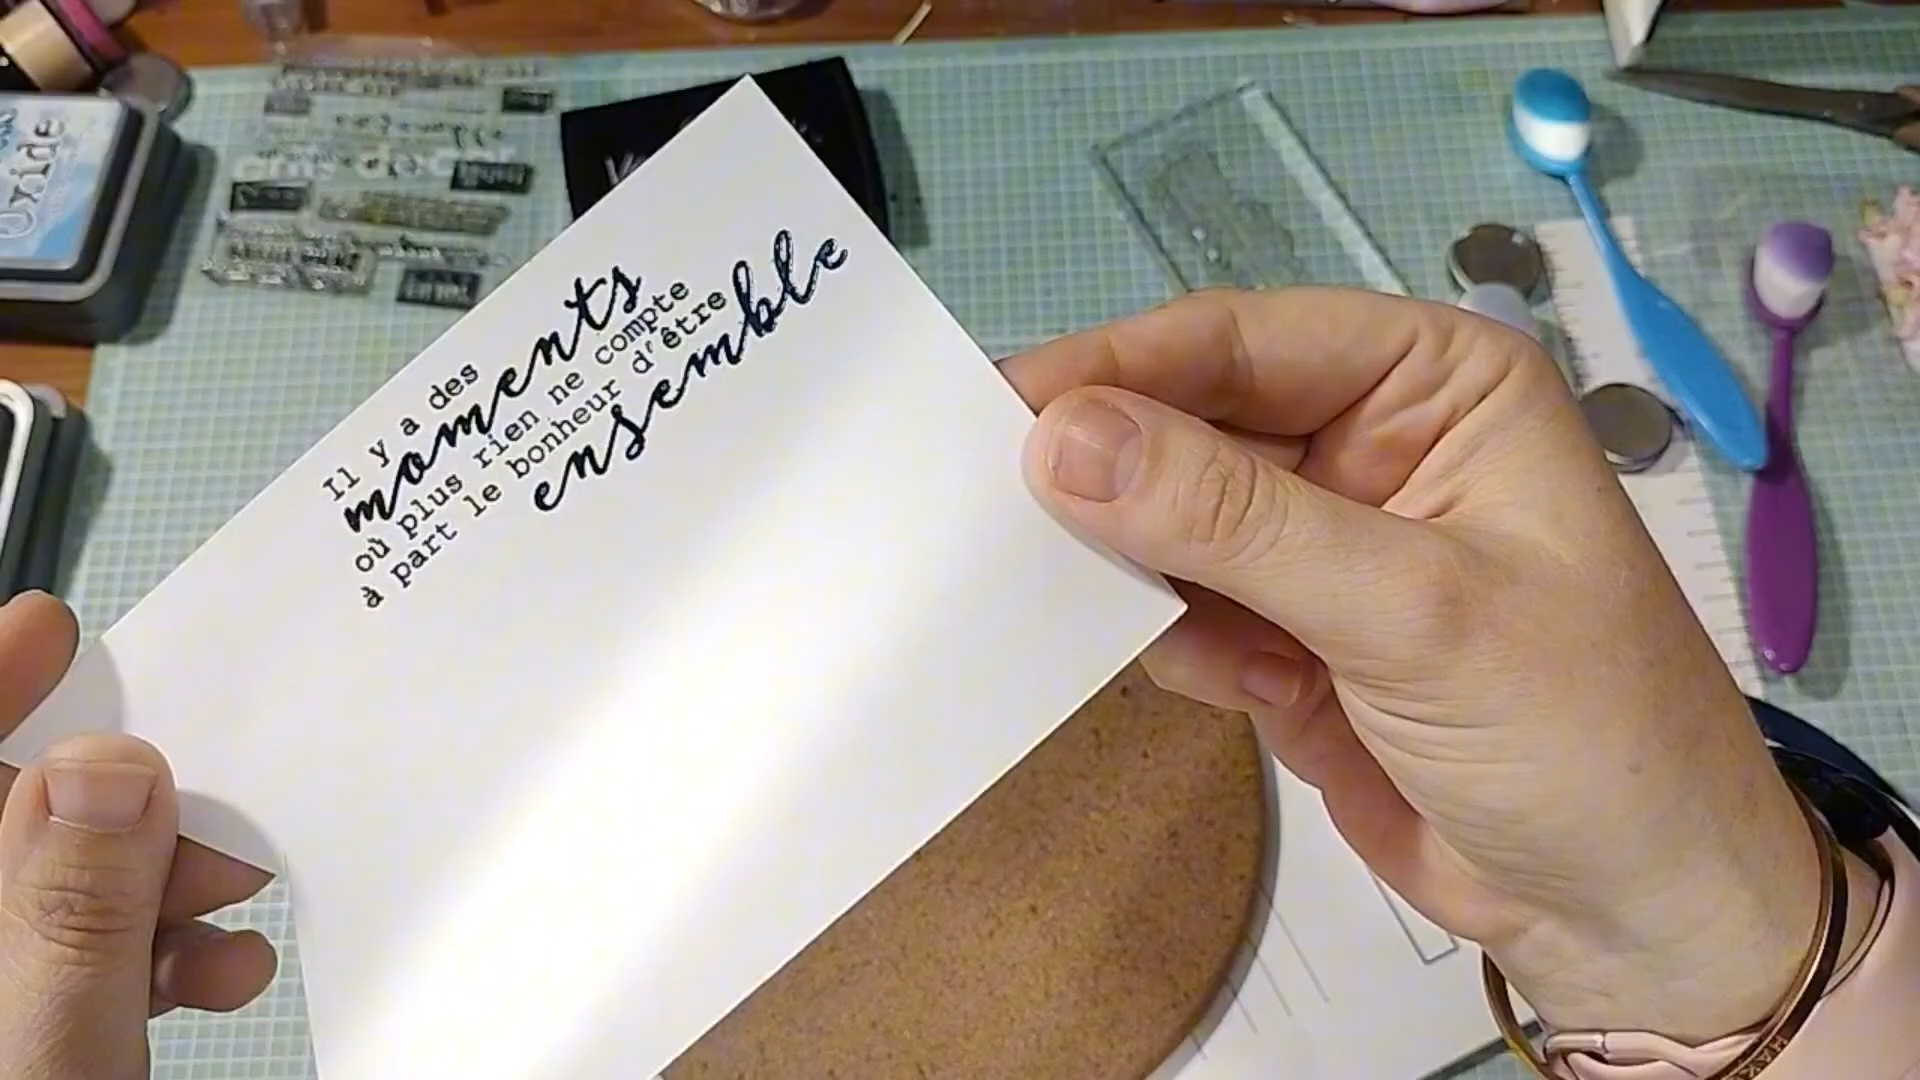 Il y a des
moments
où plus rien ne compte
à part le bonheur d'être
ensemble
Oxide